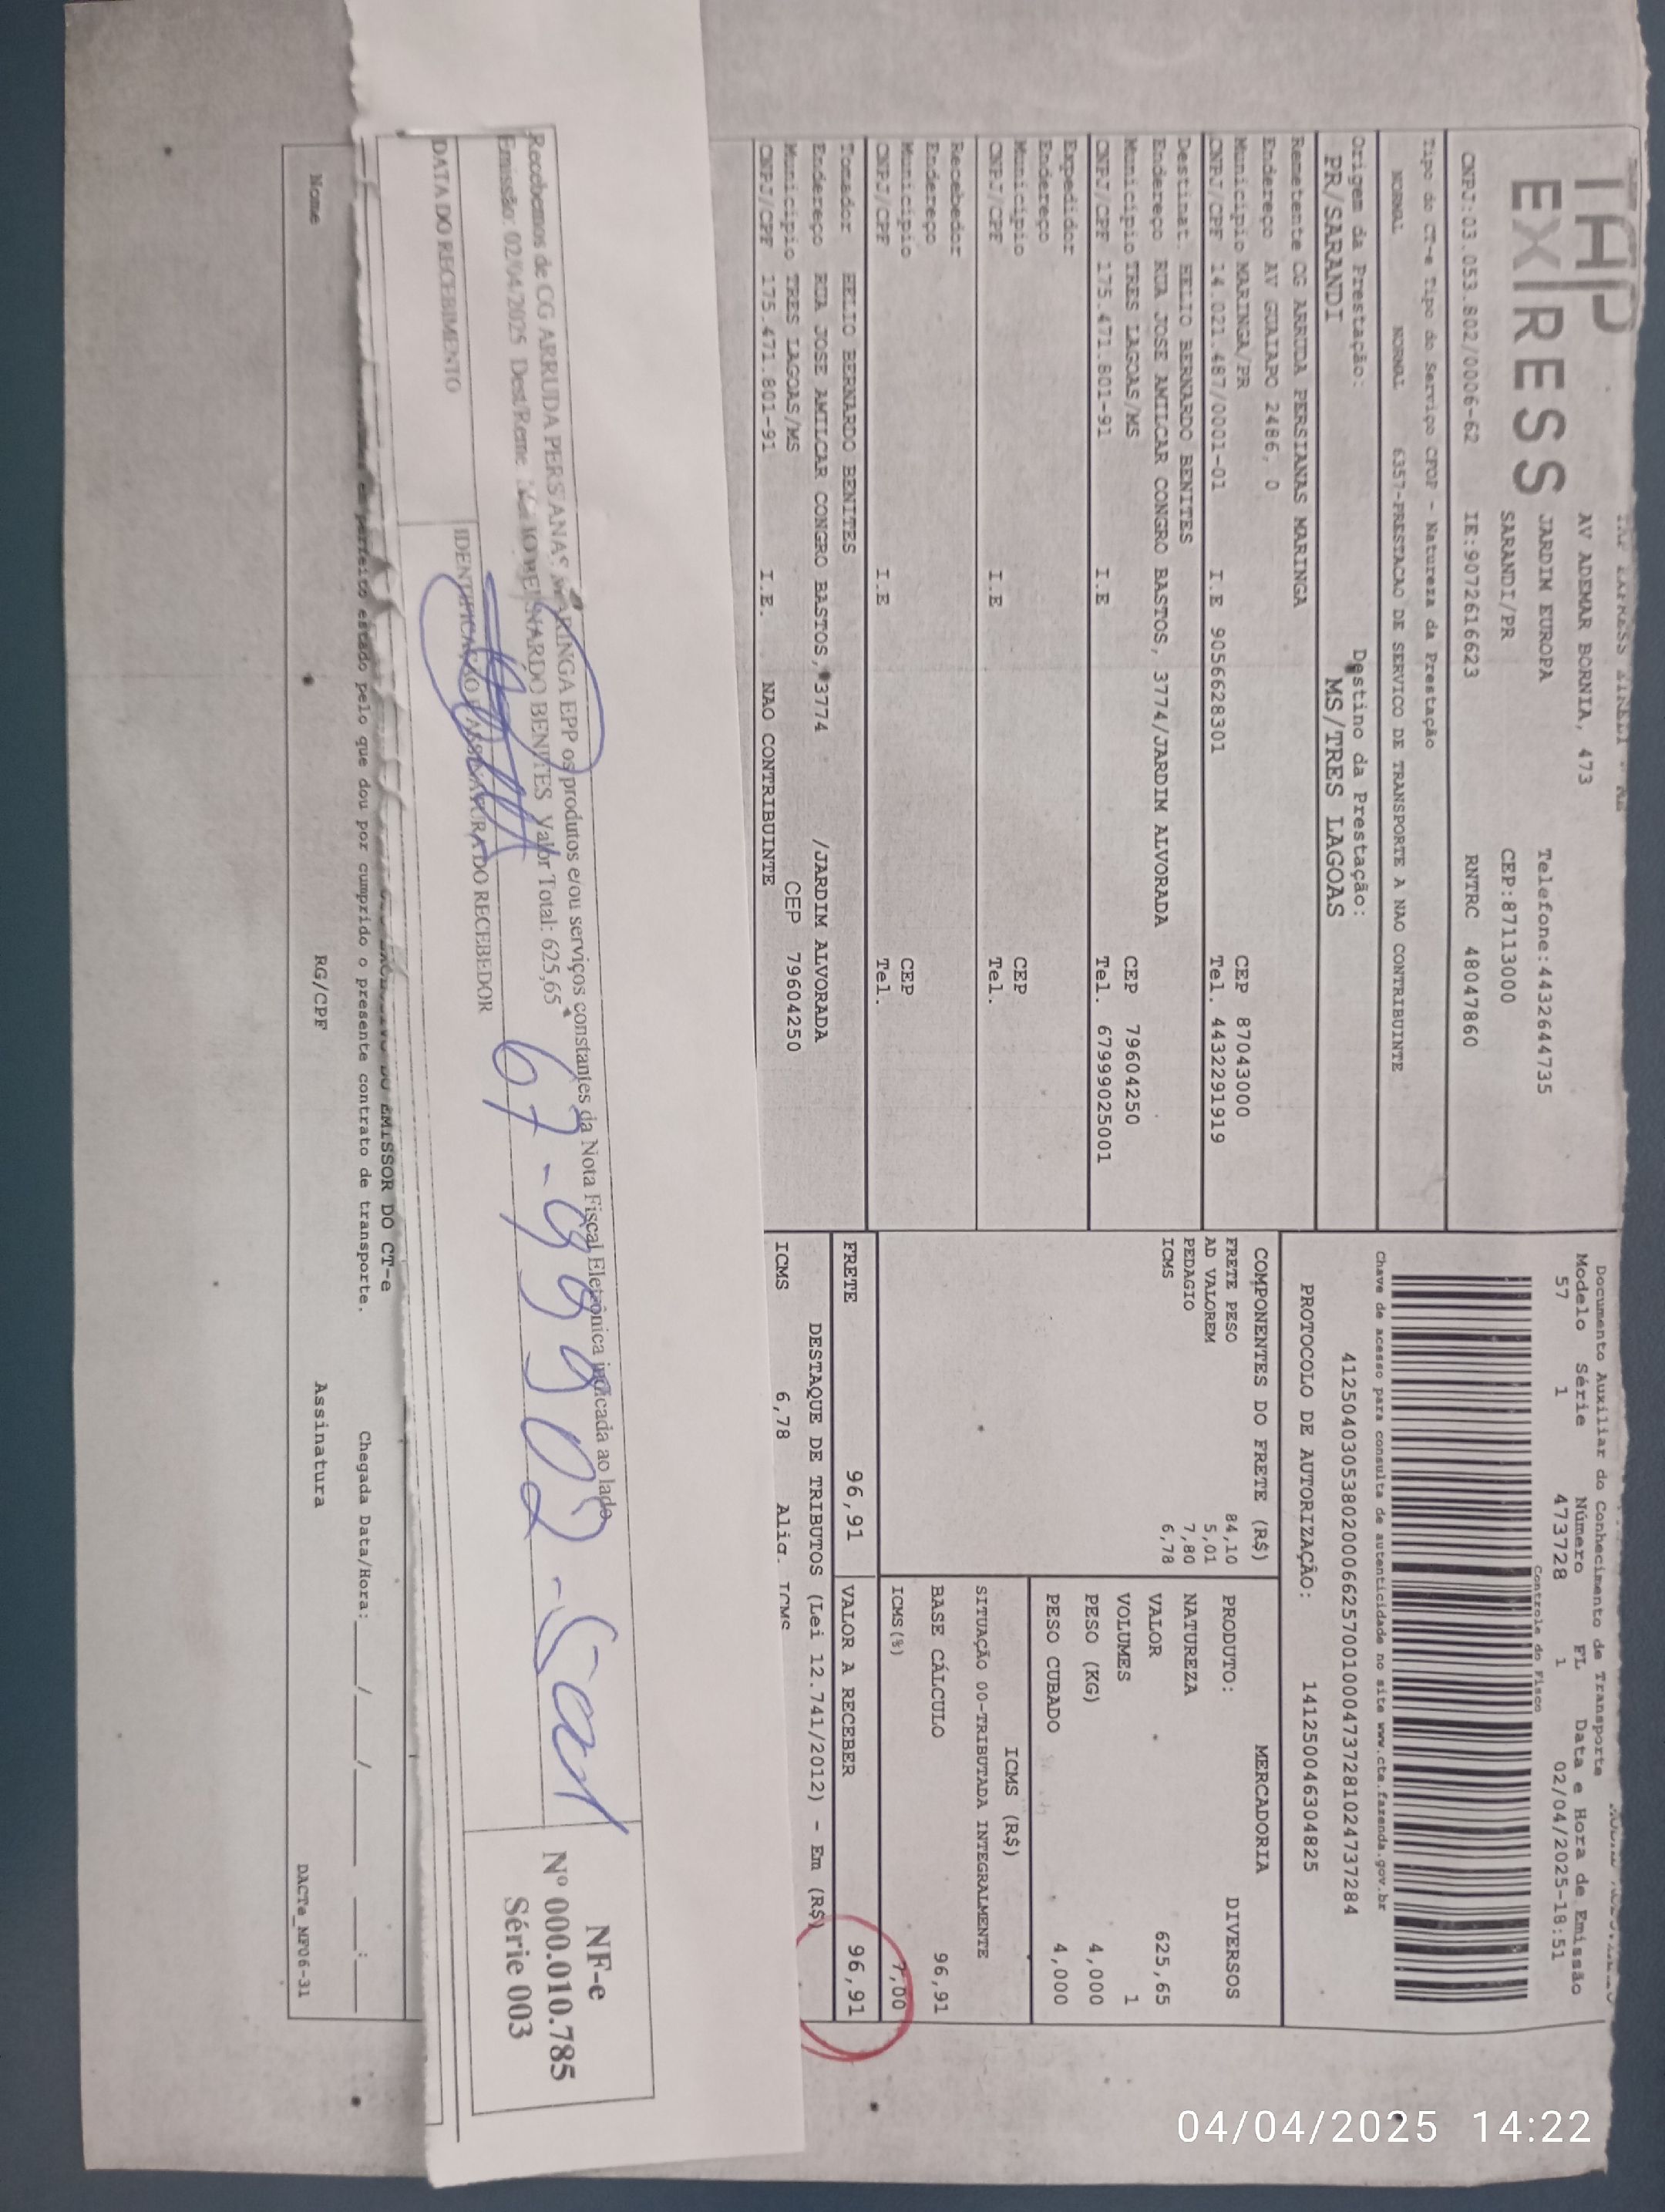 THP
EXPRESS
AV ADEMAR BORNIA, 473
JARDIM EUROPA Telefone:4432644735
SARANDI/PR CEP:87113000
CNPJ:03.053.802/0006-62 IE:9072616623 RNTRC 48047860
Tipo do CT-e Tipo do Serviço CFOP - Natureza da Prestação
NORMAL NORMAL 6357-PRESTACAO DE SERVICO DE TRANSPORTE A NAO CONTRIBUINTE
Origem da Prestação: Destino da Prestação:
PR/SARANDI MS/TRES LAGOAS
Remetente CG ARRUDA PERSIANAS MARINGA
Endereço AV GUAIAPO 2486, 0
Município MARINGA/PR CEP 87043000
CNPJ/CPF 14.021.487/0001-01 I.E 9056628301 Tel. 443229191​9
Destinat. HELIO BERNARDO BENITES
Endereço RUA JOSE AMILCAR CONGRO BASTOS, 3774/JARDIM ALVORADA
Município TRES LAGOAS/MS CEP 79604250
CNPJ/CPF 175.471.801-91 I.E Tel. 67999025001
Expedidor
Endereço
Município CEP
CNPJ/CPF I.E Tel.
Recebedor
Endereço
Município CEP
CNPJ/CPF I.E Tel.
Tomador HELIO BERNARDO BENITES
Endereço RUA JOSE AMILCAR CONGRO BASTOS, 3774 /JARDIM ALVORADA
Município TRES LAGOAS/MS CEP 79604250
CNPJ/CPF 175.471.801-91 I.E. NAO CONTRIBUINTE
Documento Auxiliar do Conhecimento de Transporte
Modelo Série Número FL Data e Hora de Emissão
57 1 473728 1 02/04/2025-18:51
Controle do Fisco
Chave de acesso para consulta de autenticidade no site www.cte.fazenda.gov.br
41250403053802000662570010004737281024737284
PROTOCOLO DE AUTORIZAÇÃO: 141250046304825
COMPONENTES DO FRETE (R$)
FRETE PESO 84,10
AD VALOREM 5,01
PEDAGIO 7,80
ICMS 6,78
MERCADORIA
PRODUTO: DIVERSOS
NATUREZA
VALOR 625,65
VOLUMES 1
PESO (KG) 4,000
PESO CUBADO 4,000
ICMS (R$)
SITUAÇÃO 00-TRIBUTADA INTEGRALMENTE
BASE CÁLCULO 96,91
ICMS(%) 7,00
FRETE 96,91 VALOR A RECEBER 96,91
DESTAQUE DE TRIBUTOS (Lei 12.741/2012) - Em (R$)
ICMS 6,78 Aliq. ICMS
Recebemos de CG ARRUDA PERSIANAS MARINGA EPP os produtos e/ou serviços constantes da Nota Fiscal Eletrônica indicada ao lado
Emissão: 02/04/2025 Dest/Reme BERNARDO BENITES Valor Total: 625,65
DATA DO RECEBIMENTO IDENTIFICAÇÃO E ASSINATURA DO RECEBEDOR
NF-e
Nº 000.010.785
Série 003
DO EMISSOR DO CT-e
em perfeito estado pelo que dou por cumprido o presente contrato de transporte. Chegada Data/Hora: ____/____/____ ___:___
Nome RG/CPF Assinatura DACTe_MF06-31
04/04/2025 14:22